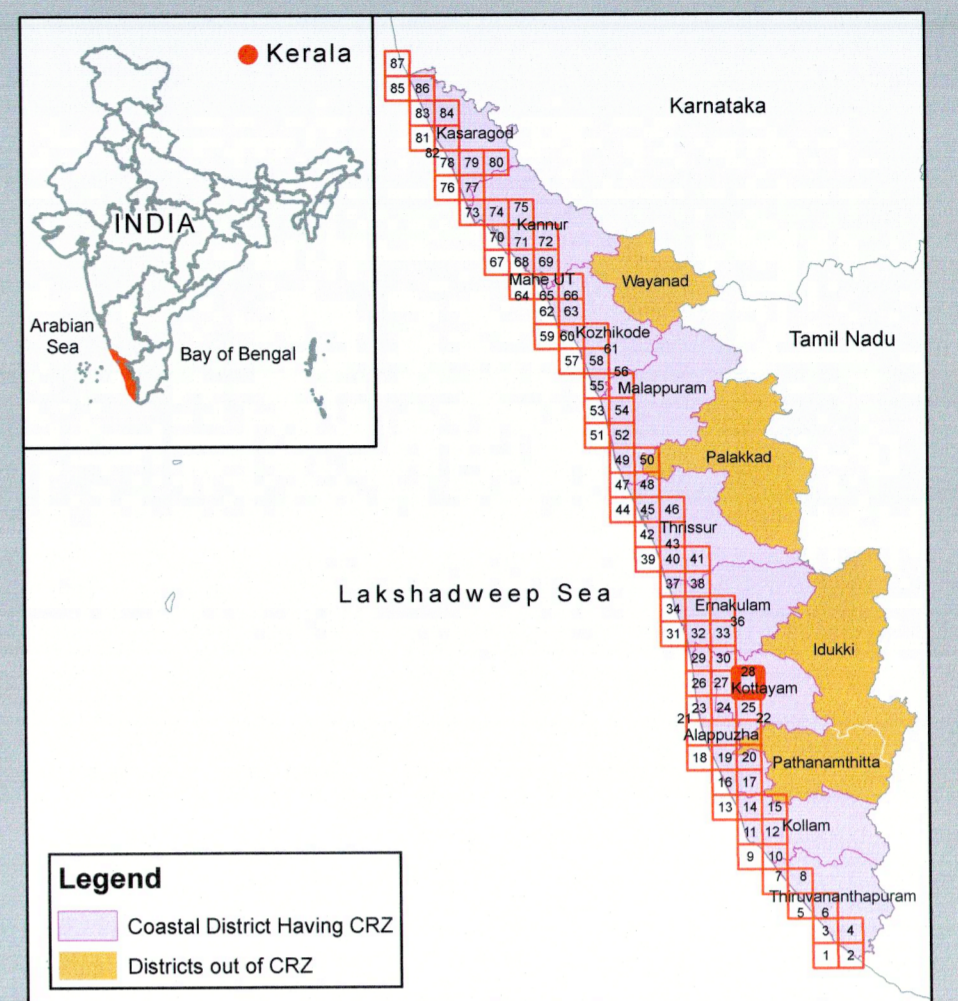 Kerala
INDIA
Arabian
Sea
Bay of Bengal
Karnataka
87
85 86
83 84
81 Kasaragod
82
78 79 80
76 77
73 74 75
Kannur
70 71 72
67 68 69
Mahe UT
64 65 66
62 63
Wayanad
59 60 Kozhikode
61
Tamil Nadu
57 58
56
55 Malappuram
53 54
51 52
49 50 Palakkad
47 48
44 45 46
42 Thrissur
43
39 40 41
37 38
Lakshadweep Sea
34 Ernakulam
36
31 32 33
29 30 Idukki
28
26 27 Kottayam
23 24 25
21 22
Alappuzha
18 19 20 Pathanamthitta
16 17
13 14 15
11 12 Kollam
9 10
7 8
Thiruvananthapuram
5 6
3 4
1 2
Legend
Coastal District Having CRZ
Districts out of CRZ